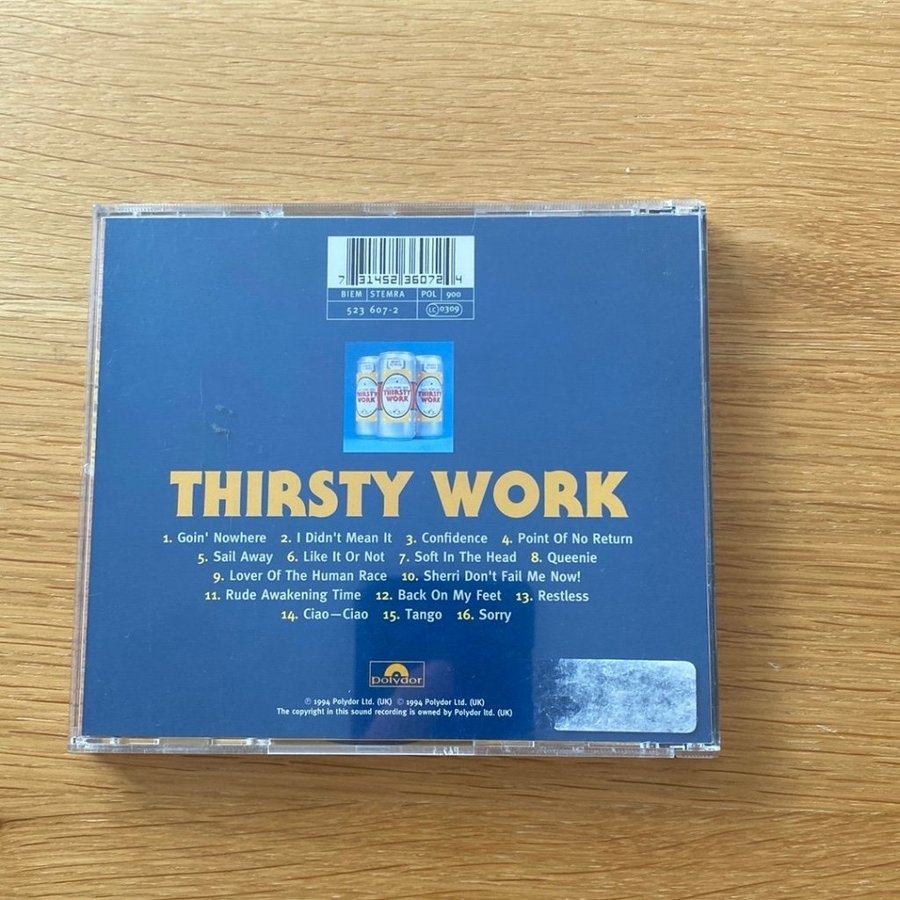 7 31452 36072 4
BIEM STEMRA POL 900
523 607-2 LC 0309
THIRSTY WORK THIRSTY WORK THIRSTY WORK
THIRSTY WORK
1. Goin' Nowhere 2. I Didn't Mean It 3. Confidence 4. Point Of No Return
5. Sail Away 6. Like It Or Not 7. Soft In The Head 8. Queenie
9. Lover Of The Human Race 10. Sherri Don't Fail Me Now!
11. Rude Awakening Time 12. Back On My Feet 13. Restless
14. Ciao—Ciao 15. Tango 16. Sorry
polydor
℗ 1994 Polydor Ltd. (UK) © 1994 Polydor Ltd. (UK)
The copyright in this sound recording is owned by Polydor ltd. (UK)